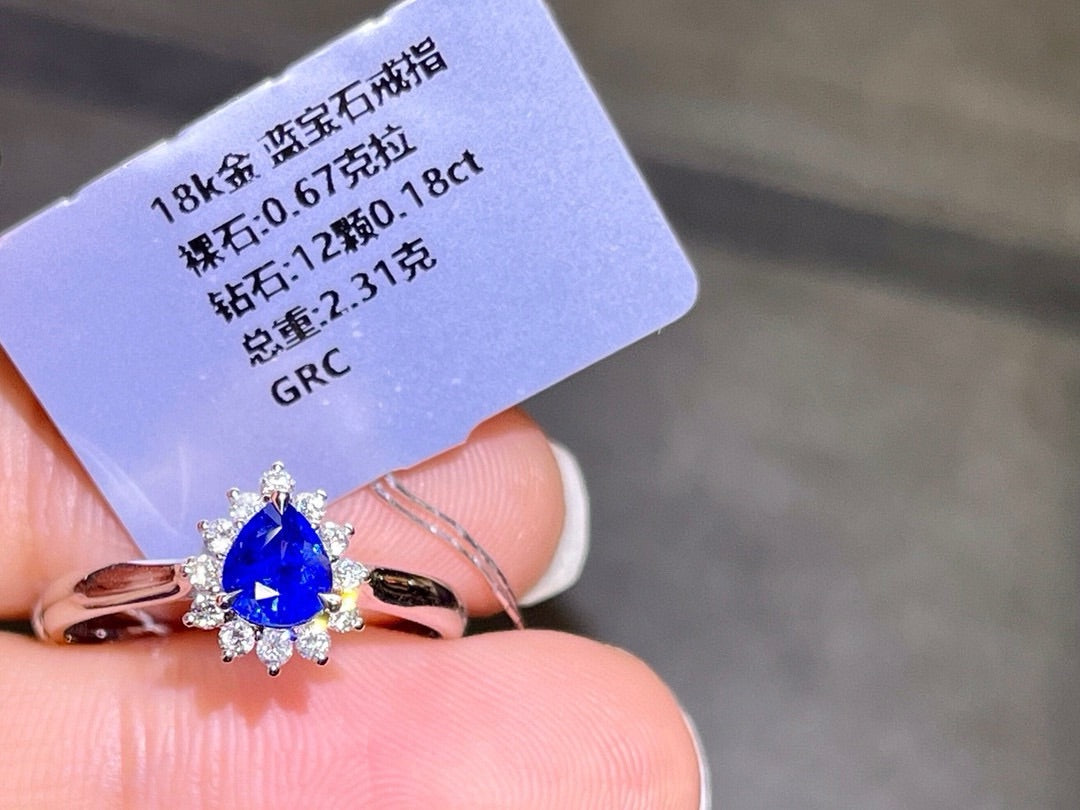 18k金 蓝宝石戒指
裸石:0.67克拉
钻石:12颗0.18ct
总重:2.31克
GRC